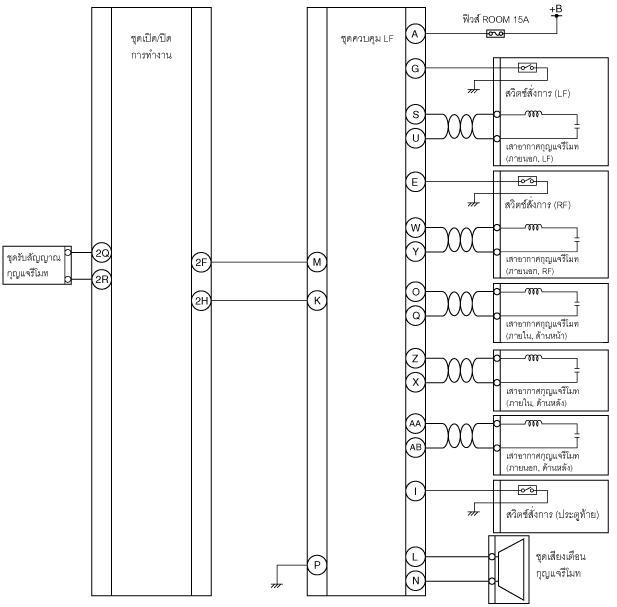 +B
ฟิวส์ ROOM 15A
ชุดเปิด/ปิด
การทำงาน
ชุดควบคุม LF
A
G
สวิตช์สั่งการ (LF)
S
U
เสาอากาศกุญแจรีโมท
(ภายนอก, LF)
E
สวิตช์สั่งการ (RF)
W
Y
เสาอากาศกุญแจรีโมท
(ภายนอก, RF)
ชุดรับสัญญาณ
กุญแจรีโมท
2Q
2R
2F
M
2H
K
O
Q
เสาอากาศกุญแจรีโมท
(ภายใน, ด้านหน้า)
Z
X
เสาอากาศกุญแจรีโมท
(ภายใน, ด้านหลัง)
AA
AB
เสาอากาศกุญแจรีโมท
(ภายนอก, ด้านหลัง)
I
สวิตช์สั่งการ (ประตูท้าย)
P
L
N
ชุดเสียงเตือน
กุญแจรีโมท